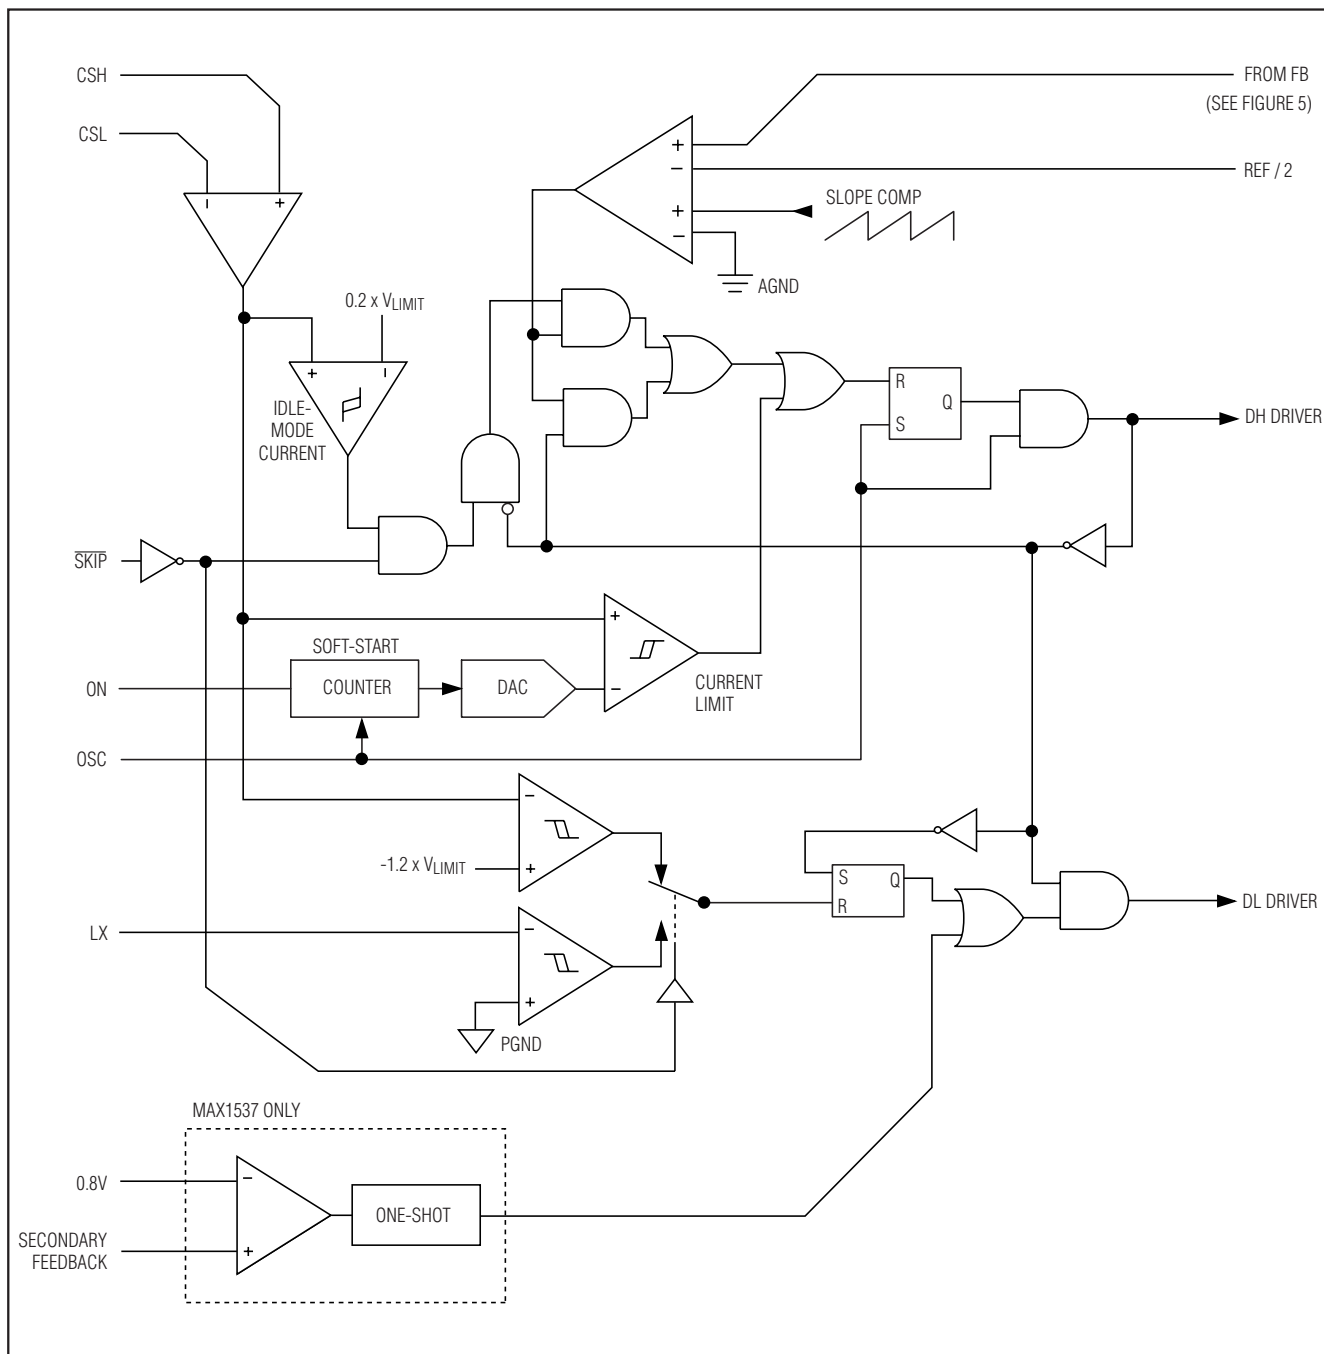 CSH
CSL
FROM FB
(SEE FIGURE 5)
REF / 2
+
−
+
−
SLOPE COMP
AGND
−
+
0.2 x VLIMIT
+
−
IDLE-
MODE
CURRENT
R
Q
S
DH DRIVER
SKIP
SOFT-START
ON
COUNTER
DAC
+
−
CURRENT
LIMIT
OSC
−
-1.2 x VLIMIT
+
S
Q
R
DL DRIVER
LX
−
+
PGND
MAX1537 ONLY
0.8V
−
SECONDARY
FEEDBACK
+
ONE-SHOT